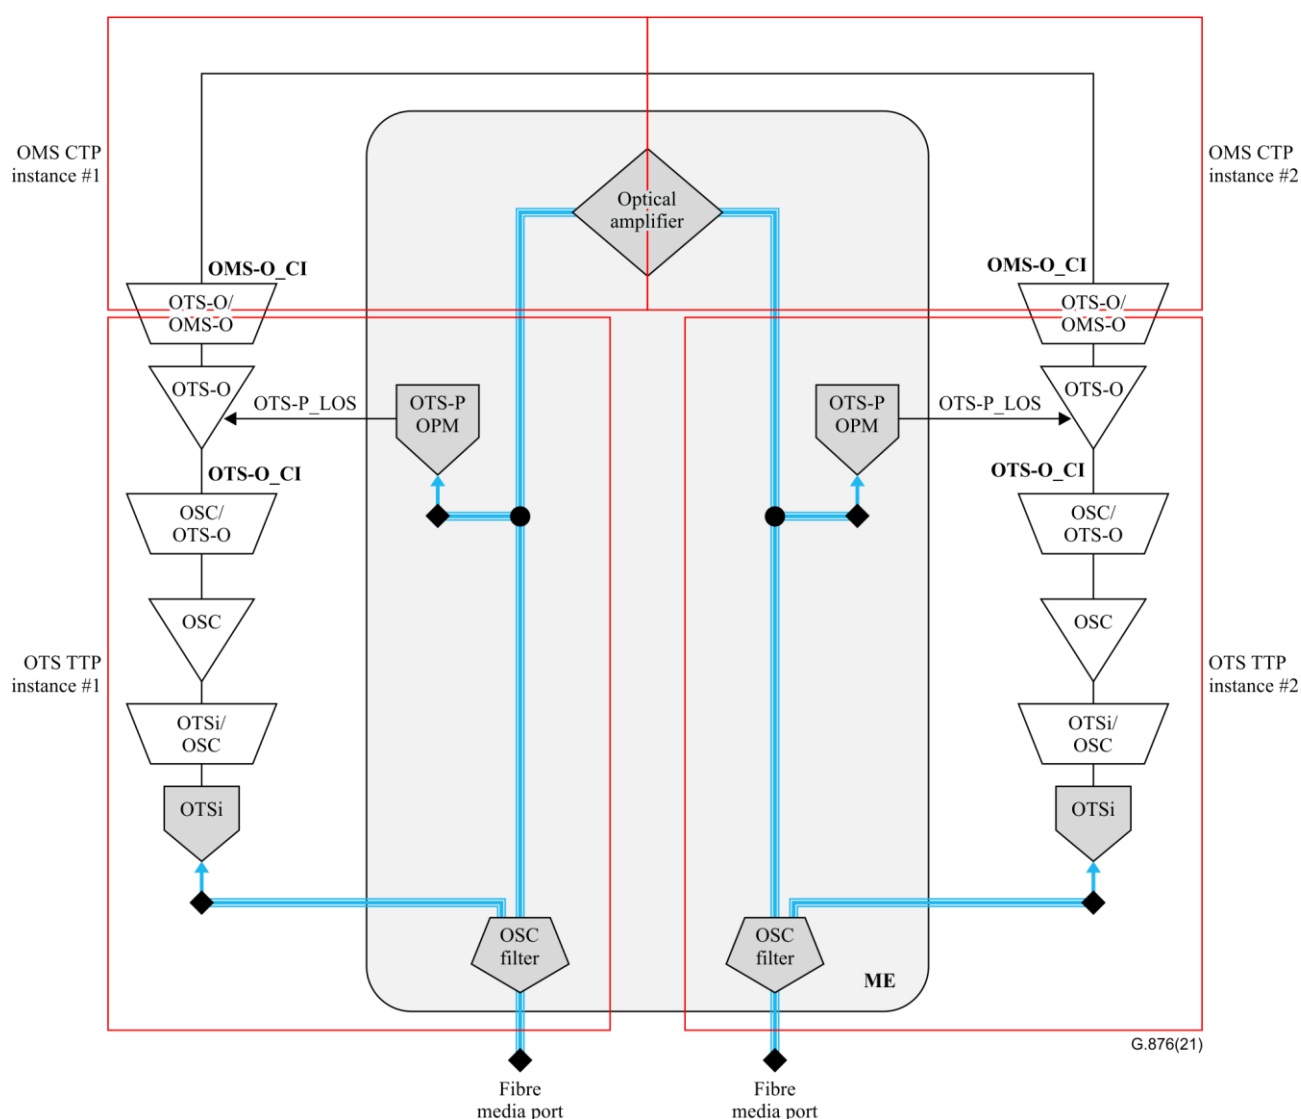 OMS CTP
instance #1
OMS CTP
instance #2
Optical
amplifier
OMS-O_CI
OMS-O_CI
OTS-O/
OMS-O
OTS-O/
OMS-O
OTS-O
OTS-P_LOS
OTS-P
OPM
OTS-P
OPM
OTS-P_LOS
OTS-O
OTS-O_CI
OTS-O_CI
OSC/
OTS-O
OSC/
OTS-O
OSC
OSC
OTS TTP
instance #1
OTS TTP
instance #2
OTSi/
OSC
OTSi/
OSC
OTSi
OTSi
OSC
filter
OSC
filter
ME
G.876(21)
Fibre
media port
Fibre
media port